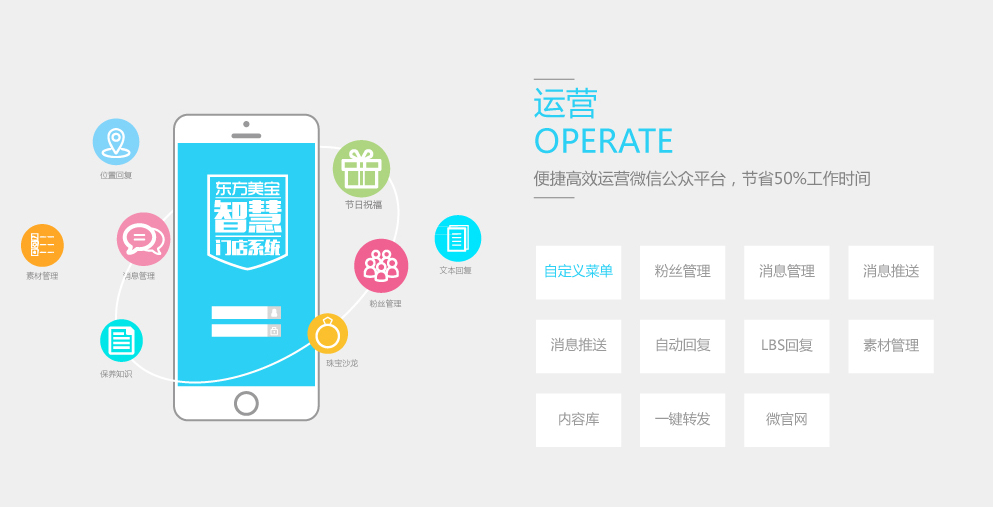 位置回复
素材管理
消息管理
保养知识
东方美宝
智慧
门店系统
节日祝福
粉丝管理
文本回复
珠宝沙龙
运营
OPERATE
便捷高效运营微信公众平台，节省50%工作时间
自定义菜单
粉丝管理
消息管理
消息推送
消息推送
自动回复
LBS回复
素材管理
内容库
一键转发
微官网